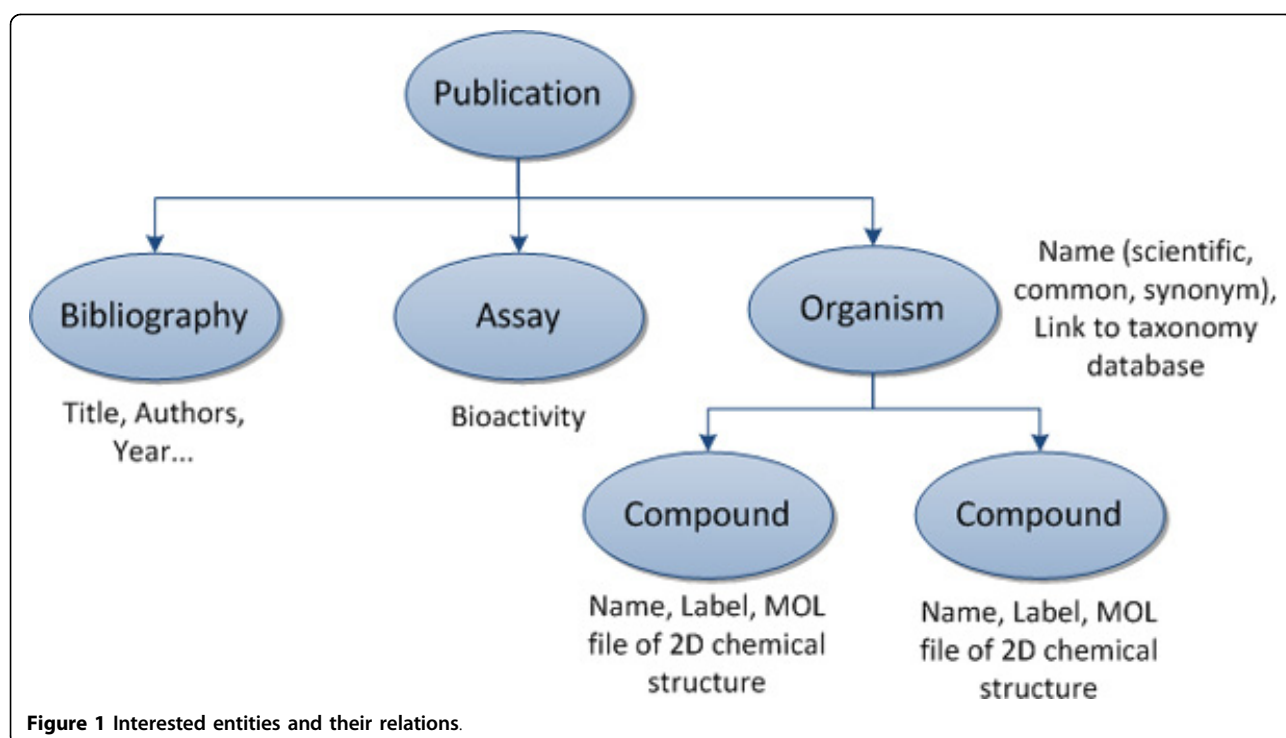 Publication
Bibliography
Title, Authors,
Year...
Assay
Bioactivity
Organism
Name (scientific,
common, synonym),
Link to taxonomy
database
Compound
Name, Label, MOL
file of 2D chemical
structure
Compound
Name, Label, MOL
file of 2D chemical
structure
Figure 1 Interested entities and their relations.